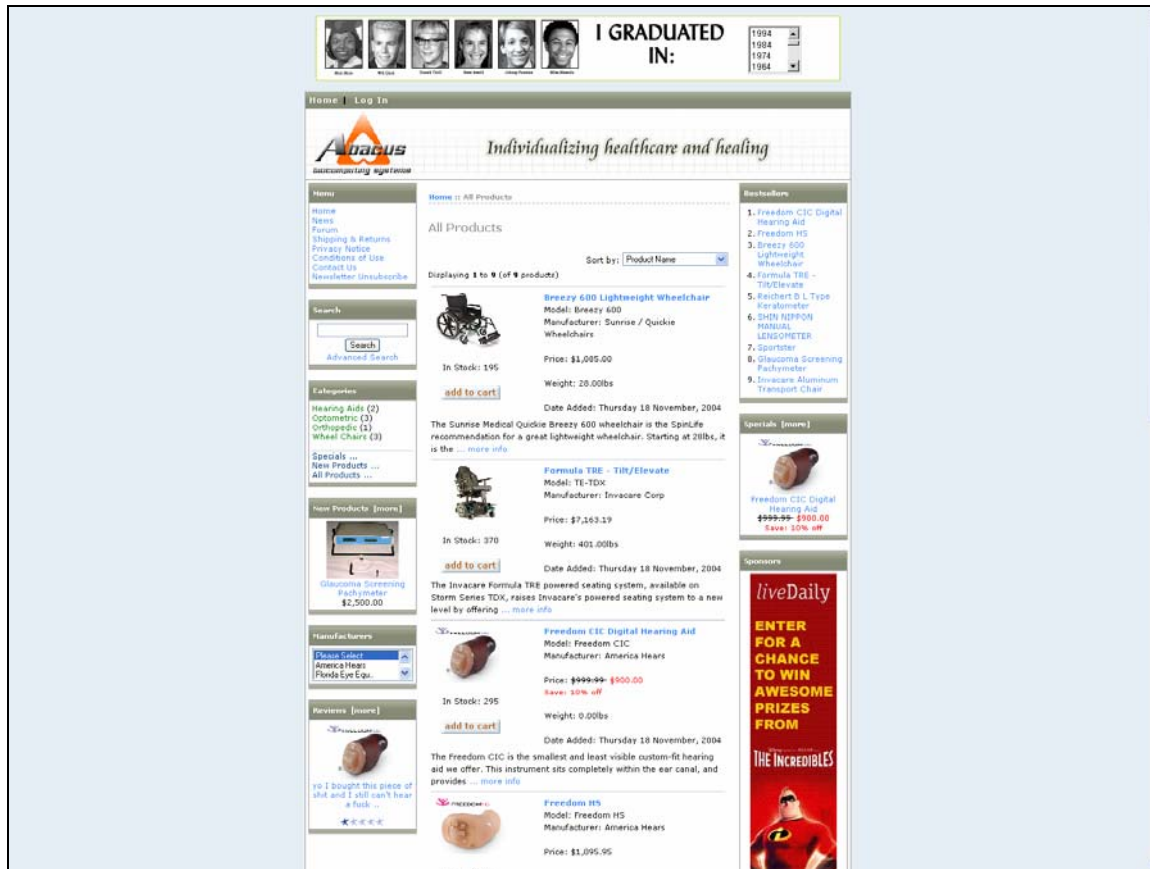 I GRADUATED
IN:
1994
1984
1974
1964
Home | Log In
Abacus
biocomputing systems
Individualizing healthcare and healing
Menu
Home
News
Forum
Shipping & Returns
Privacy Notice
Conditions of Use
Contact Us
Newsletter Unsubscribe
Search
Search
Advanced Search
Categories
Hearing Aids (2)
Optometric (3)
Orthopedic (1)
Wheel Chairs (3)
Specials ...
New Products ...
All Products ...
New Products [more]
Glaucoma Screening
Pachymeter
$2,500.00
Manufacturers
Please Select
America Hears
Florida Eye Equ..
Reviews [more]
yo I bought this piece of
shit and I still can't hear
a fuck ..
Home :: All Products
All Products
Sort by: Product Name
Displaying 1 to 9 (of 9 products)
Breezy 600 Lightweight Wheelchair
Model: Breezy 600
Manufacturer: Sunrise / Quickie
Wheelchairs
Price: $1,085.00
In Stock: 195
Weight: 28.00lbs
add to cart
Date Added: Thursday 18 November, 2004
The Sunrise Medical Quickie Breezy 600 wheelchair is the SpinLife
recommendation for a great lightweight wheelchair. Starting at 28lbs, it
is the ... more info
Formula TRE - Tilt/Elevate
Model: TE-TDX
Manufacturer: Invacare Corp
Price: $7,163.19
In Stock: 370
Weight: 401.00lbs
add to cart
Date Added: Thursday 18 November, 2004
The Invacare Formula TRE powered seating system, available on
Storm Series TDX, raises Invacare's powered seating system to a new
level by offering ... more info
Freedom CIC Digital Hearing Aid
Model: Freedom CIC
Manufacturer: America Hears
Price: $999.99 $900.00
Save: 10% off
In Stock: 295
Weight: 0.00lbs
add to cart
Date Added: Thursday 18 November, 2004
The Freedom CIC is the smallest and least visible custom-fit hearing
aid we offer. This instrument sits completely within the ear canal, and
provides ... more info
FREEDOM
Freedom HS
Model: Freedom HS
Manufacturer: America Hears
Price: $1,095.95
Bestsellers
1. Freedom CIC Digital
Hearing Aid
2. Freedom HS
3. Breezy 600
Lightweight
Wheelchair
4. Formula TRE -
Tilt/Elevate
5. Reichert B L Type
Keratometer
6. SHIN NIPPON
MANUAL
LENSOMETER
7. Sportster
8. Glaucoma Screening
Pachymeter
9. Invacare Aluminum
Transport Chair
Specials [more]
Freedom CIC Digital
Hearing Aid
$999.99 $900.00
Save: 10% off
Sponsors
liveDaily
ENTER
FOR A
CHANCE
TO WIN
AWESOME
PRIZES
FROM
THE INCREDIBLES